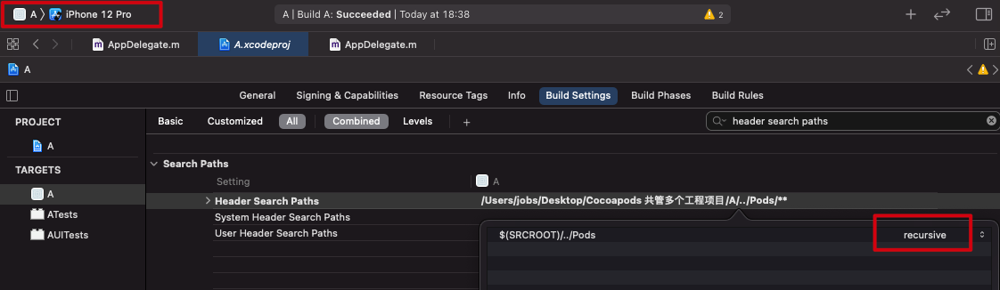 A 〉 iPhone 12 Pro
A | Build A: Succeeded | Today at 18:38
2
AppDelegate.m
A.xcodeproj
AppDelegate.m
A
General Signing & Capabilities Resource Tags Info Build Settings Build Phases Build Rules
PROJECT
Basic Customized All Combined Levels +
header search paths
A
TARGETS
Search Paths
Setting
A
A
Header Search Paths
/Users/jobs/Desktop/Cocoapods 共管多个工程项目/A/../Pods/**
ATests
System Header Search Paths
AUITests
User Header Search Paths
$(SRCROOT)/../Pods
recursive